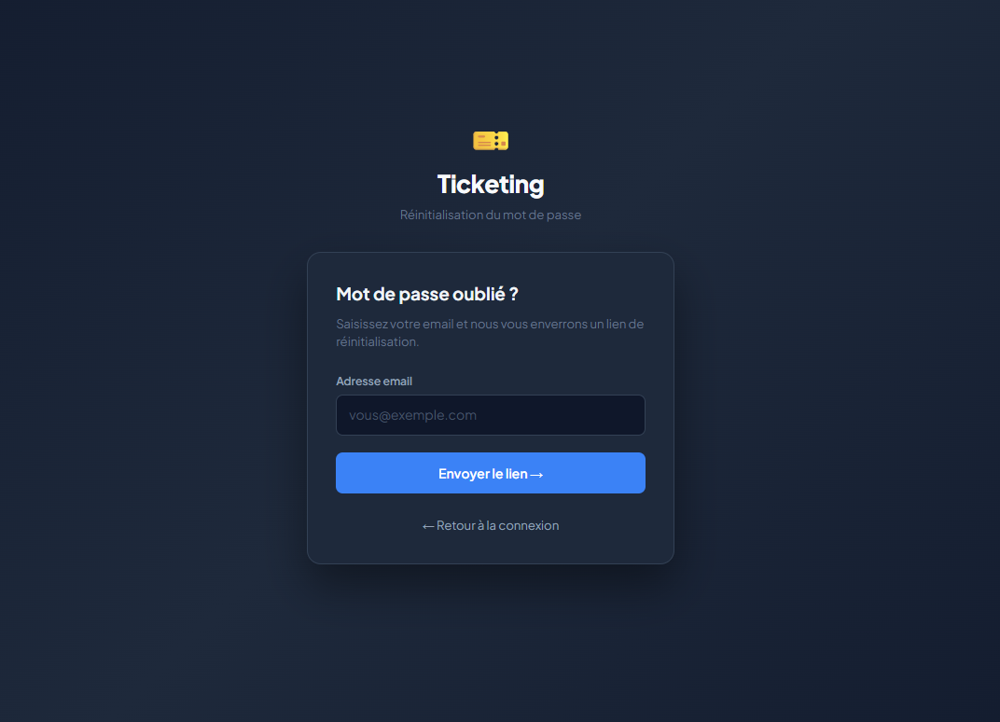 Ticketing
Réinitialisation du mot de passe
Mot de passe oublié ?
Saisissez votre email et nous vous enverrons un lien de
réinitialisation.
Adresse email
vous@exemple.com
Envoyer le lien →
← Retour à la connexion